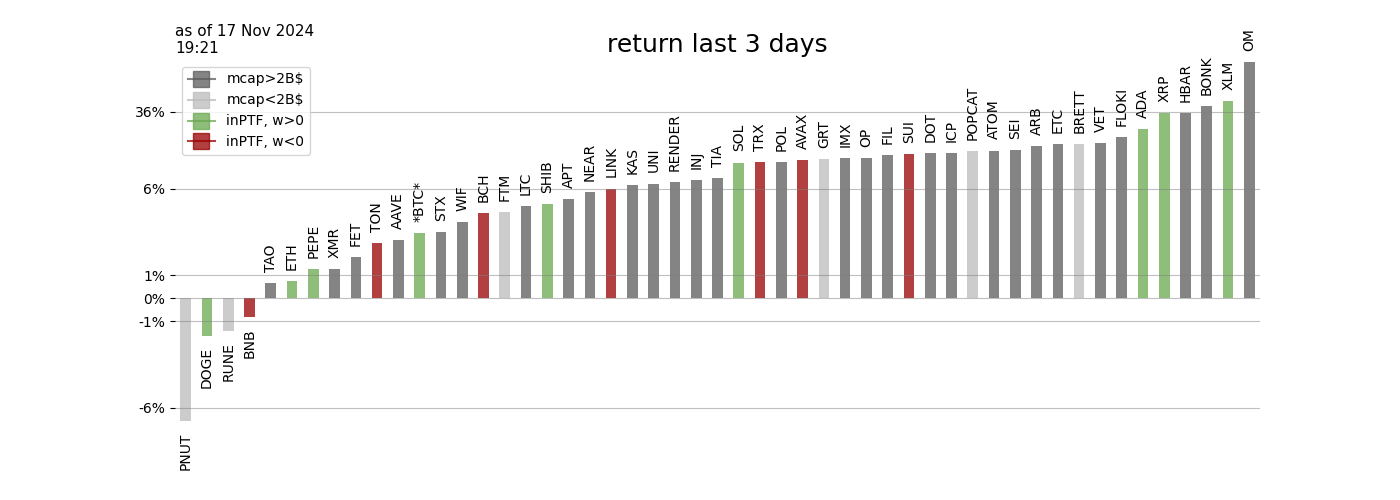 as of 17 Nov 2024
19:21
return last 3 days
mcap>2B$
mcap<2B$
inPTF, w>0
inPTF, w<0
36%
6%
1%
0%
-1%
-6%
PNUT
DOGE
RUNE
BNB
TAO
ETH
PEPE
XMR
FET
TON
AAVE
*BTC*
STX
WIF
BCH
FTM
LTC
SHIB
APT
NEAR
LINK
KAS
UNI
RENDER
INJ
TIA
SOL
TRX
POL
AVAX
GRT
IMX
OP
FIL
SUI
DOT
ICP
POPCAT
ATOM
SEI
ARB
ETC
BRETT
VET
FLOKI
ADA
XRP
HBAR
BONK
XLM
OM